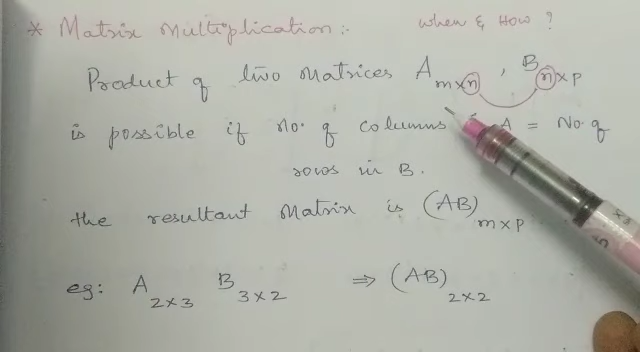 * Matrix Multiplication:- When & How ?
Product of two Matrices A m×n , B n×p
is possible if No. of columns A = No. of
rows in B.
the resultant Matrix is (AB) m×p
eg: A 2×3 B 3×2 ⇒ (AB) 2×2